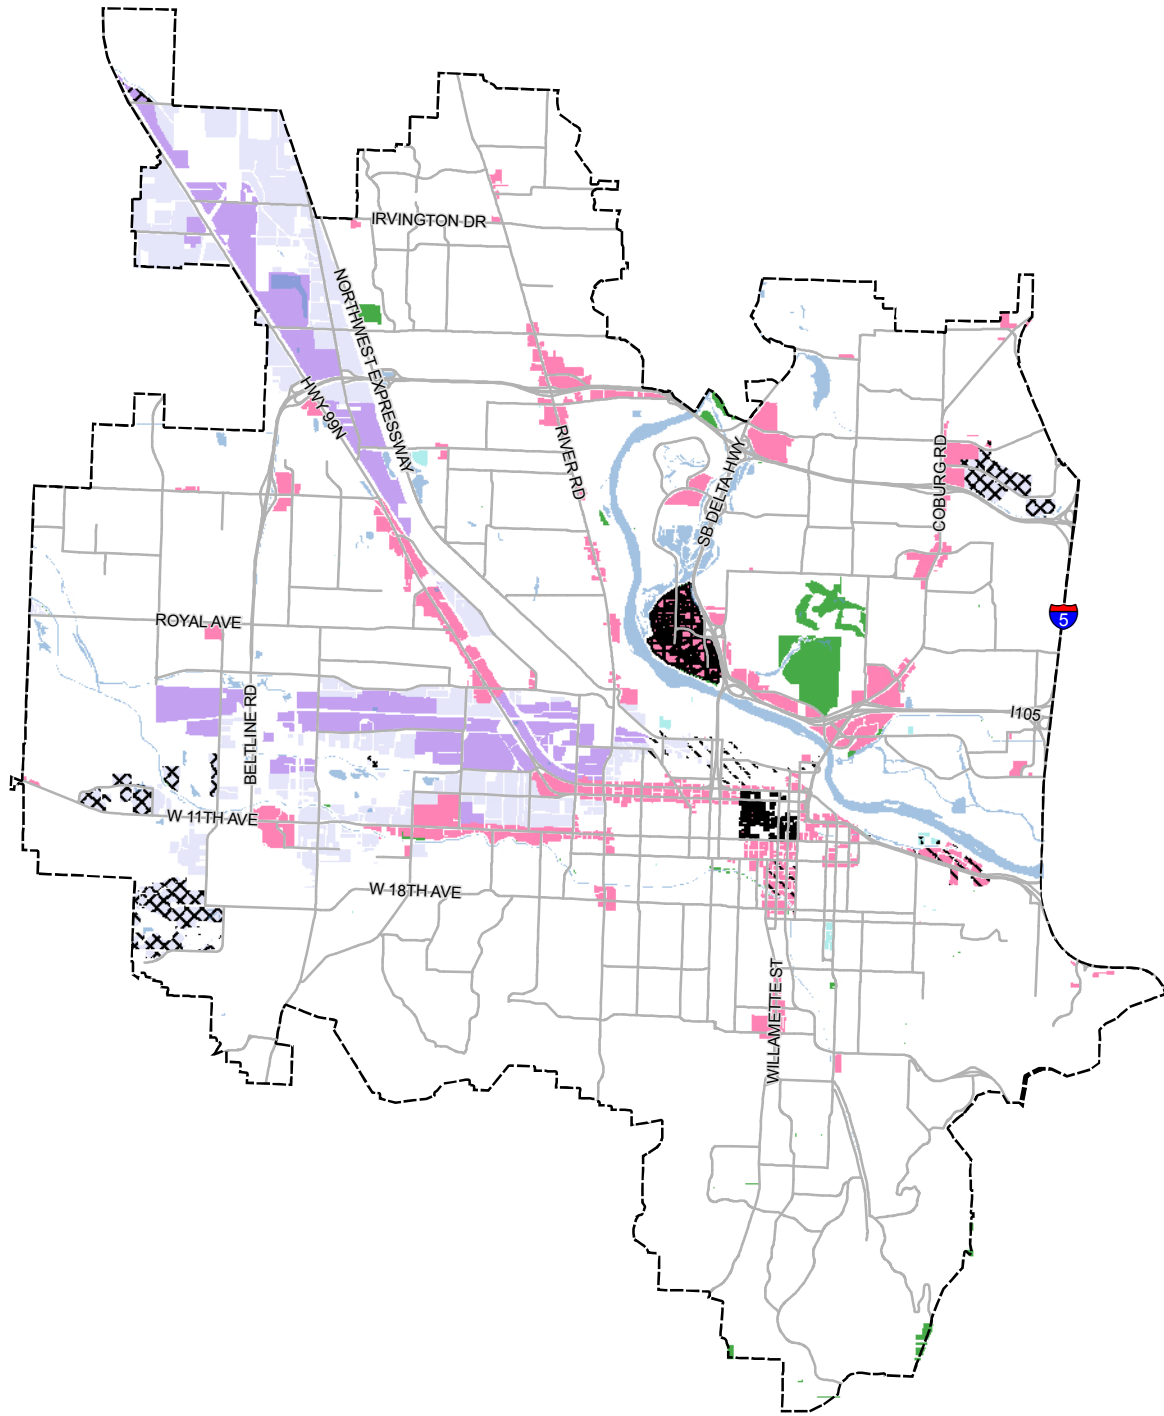 IRVINGTON DR
NORTHWEST EXPRESSWAY
HWY 99N
RIVER RD
SB DELTA HWY
COBURG RD
5
ROYAL AVE
BELTLINE RD
I105
W 11TH AVE
W 18TH AVE
WILLAMETTE ST